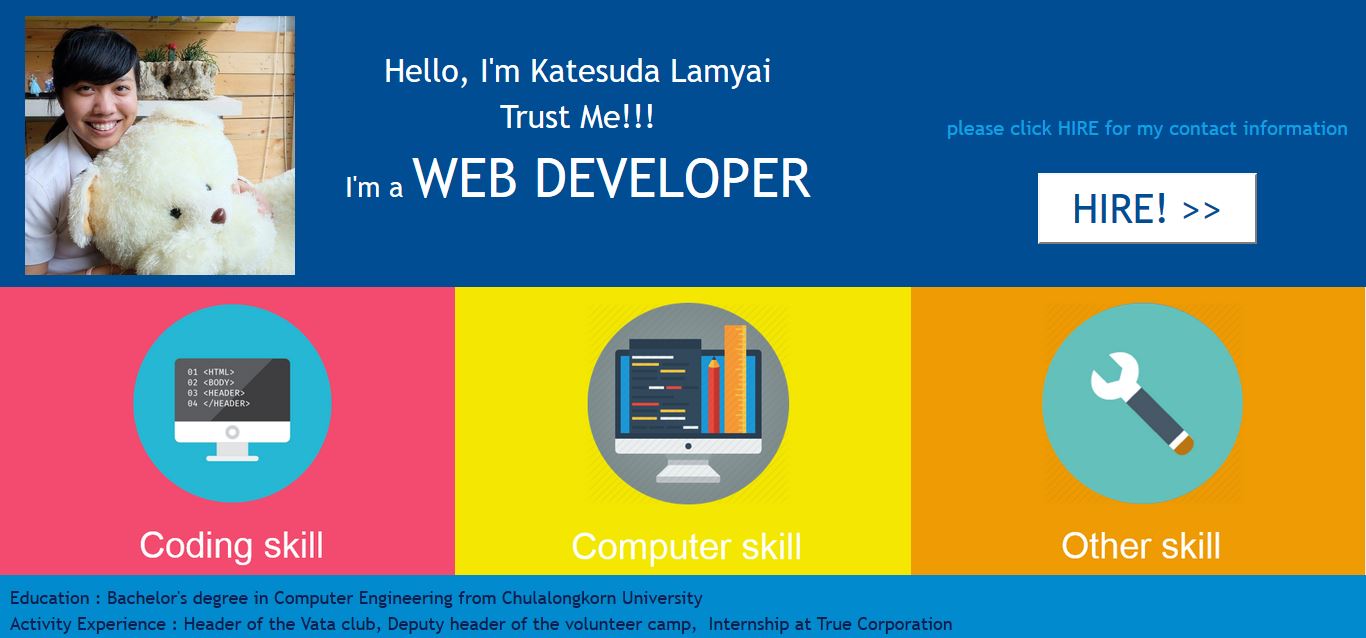 Hello, I'm Katesuda Lamyai
Trust Me!!!
I'm a WEB DEVELOPER
please click HIRE for my contact information
HIRE! >>
01 <HTML>
02 <BODY>
03 <HEADER>
04 </HEADER>
Coding skill
Computer skill
Other skill
Education : Bachelor's degree in Computer Engineering from Chulalongkorn University
Activity Experience : Header of the Vata club, Deputy header of the volunteer camp,  Internship at True Corporation